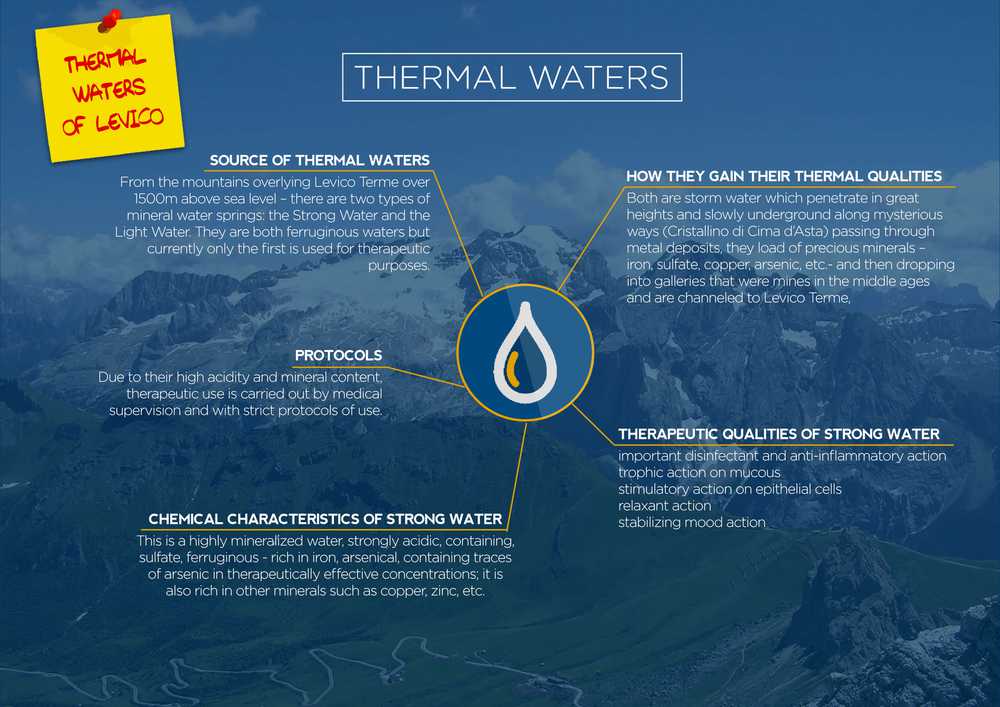 THERMAL
WATERS
OF LEVICO
THERMAL WATERS
SOURCE OF THERMAL WATERS
From the mountains overlying Levico Terme over
1500m above sea level – there are two types of
mineral water springs: the Strong Water and the
Light Water. They are both ferruginous waters but
currently only the first is used for therapeutic
purposes.
HOW THEY GAIN THEIR THERMAL QUALITIES
Both are storm water which penetrate in great
heights and slowly underground along mysterious
ways (Cristallino di Cima d'Asta) passing through
metal deposits, they load of precious minerals –
iron, sulfate, copper, arsenic, etc.- and then dropping
into galleries that were mines in the middle ages
and are channeled to Levico Terme,
PROTOCOLS
Due to their high acidity and mineral content,
therapeutic use is carried out by medical
supervision and with strict protocols of use.
THERAPEUTIC QUALITIES OF STRONG WATER
important disinfectant and anti-inflammatory action
trophic action on mucous
stimulatory action on epithelial cells
relaxant action
stabilizing mood action
CHEMICAL CHARACTERISTICS OF STRONG WATER
This is a highly mineralized water, strongly acidic, containing,
sulfate, ferruginous - rich in iron, arsenical, containing traces
of arsenic in therapeutically effective concentrations; it is
also rich in other minerals such as copper, zinc, etc.